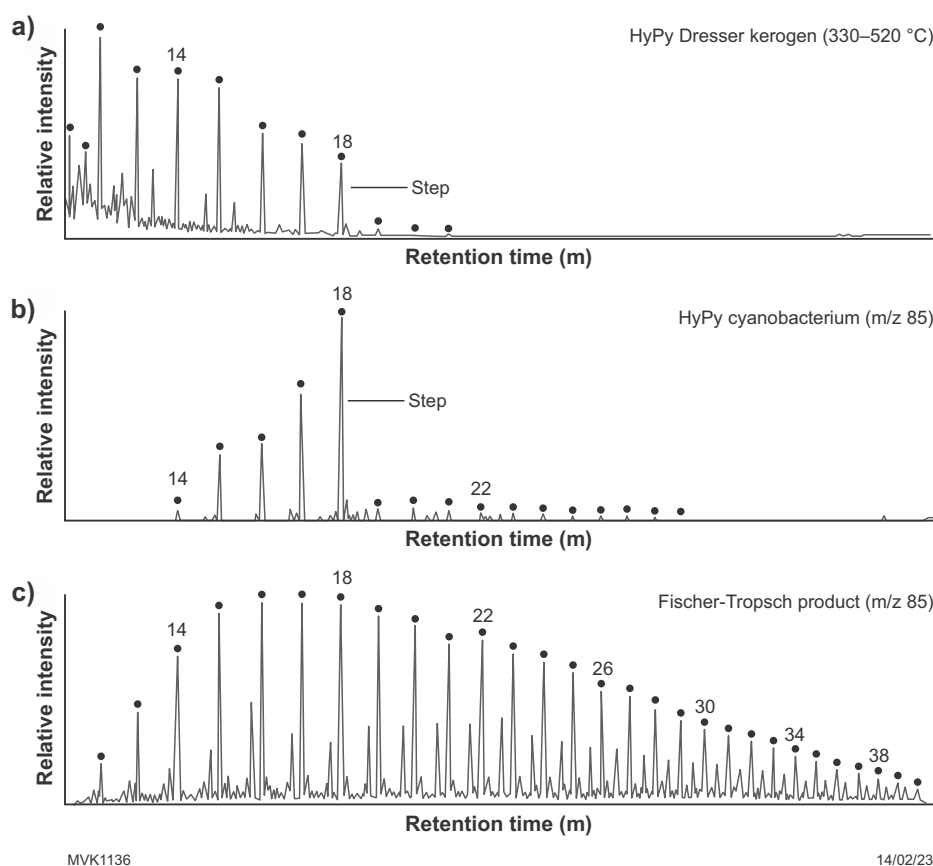 a)
HyPy Dresser kerogen (330–520 °C)
Relative intensity
14
18
Step
Retention time (m)
b)
HyPy cyanobacterium (m/z 85)
Relative intensity
18
Step
14
22
Retention time (m)
c)
Fischer-Tropsch product (m/z 85)
Relative intensity
14
18
22
26
30
34
38
Retention time (m)
MVK1136
14/02/23